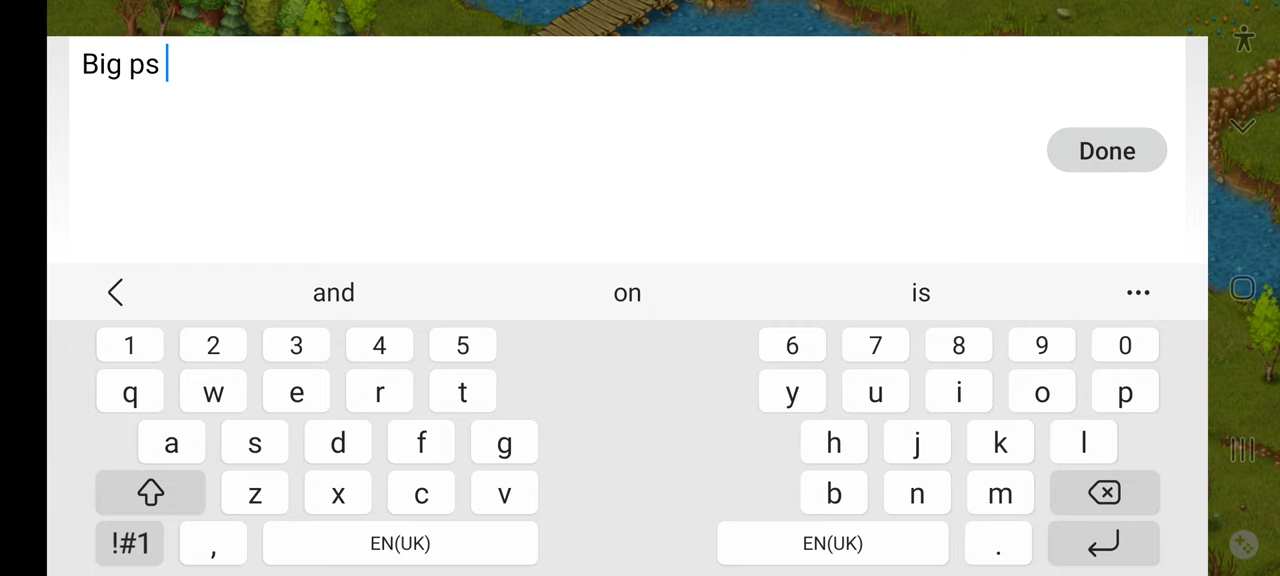 Big ps
Done
and on is ...
1 2 3 4 5 6 7 8 9 0
q w e r t y u i o p
a s d f g h j k l
z x c v b n m
!#1 , EN(UK) EN(UK) .